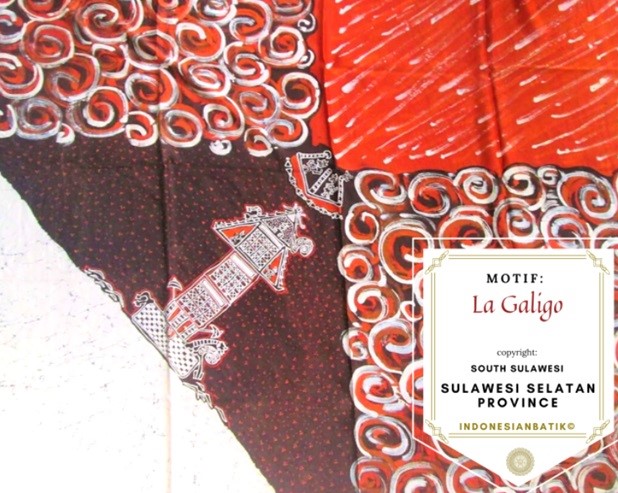 MOTIF:
La Galigo
copyright:
SOUTH SULAWESI
SULAWESI SELATAN
PROVINCE
INDONESIANBATIK©